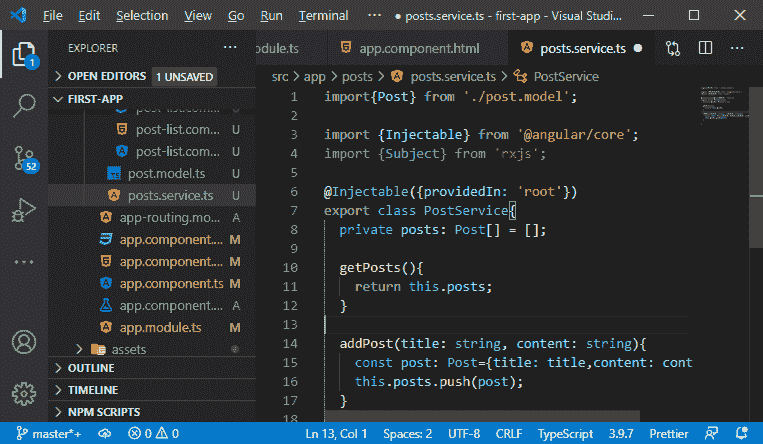 File Edit Selection View Go Run Terminal ··· ● posts.service.ts - first-app - Visual Studi...
EXPLORER ···
OPEN EDITORS 1 UNSAVED
FIRST-APP
post-list.com... U
post-list.com... U
post.model.ts U
posts.service.ts U
app-routing.mo... A
app.component.... M
app.component.... M
app.component.ts M
app.component.... A
app.module.ts M
assets
OUTLINE
TIMELINE
NPM SCRIPTS
1
52
odule.ts app.component.html posts.service.ts ●
src > app > posts > posts.service.ts > PostService
1 import{Post} from './post.model';
2
3 import {Injectable} from '@angular/core';
4 import {Subject} from 'rxjs';
5
6 @Injectable({providedIn: 'root'})
7 export class PostService{
8 private posts: Post[] = [];
9
10 getPosts(){
11 return this.posts;
12 }
13
14 addPost(title: string, content: string){
15 const post: Post={title: title,content: cont
16 this.posts.push(post);
17 }
18
master*+ 0 0 Ln 13, Col 1 Spaces: 2 UTF-8 CRLF TypeScript 3.9.7 Prettier